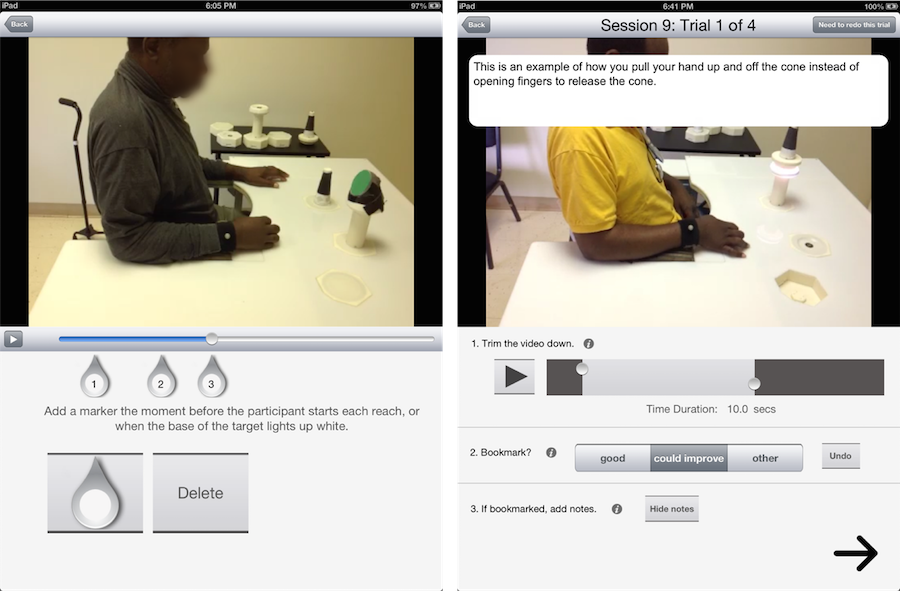 iPad
6:05 PM
97%
Back
1
2
3
Add a marker the moment before the participant starts each reach, or
when the base of the target lights up white.
Delete
iPad
6:41 PM
100%
Back
Session 9: Trial 1 of 4
Need to redo this trial
This is an example of how you pull your hand up and off the cone instead of
opening fingers to release the cone.
1. Trim the video down.
i
Time Duration: 10.0 secs
2. Bookmark?
i
good
could improve
other
Undo
3. If bookmarked, add notes.
i
Hide notes